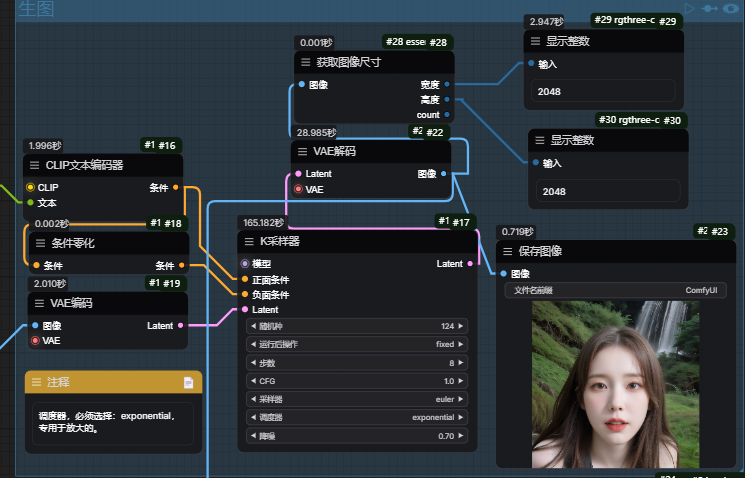 生图
0.001秒
#28 esse
#28
获取图像尺寸
图像
宽度
高度
count
2.947秒
#29 rgthree-c
#29
显示整数
输入
2048
#30 rgthree-c
#30
显示整数
输入
2048
28.985秒
#22
VAE解码
Latent
图像
VAE
1.996秒
#1
#16
CLIP文本编码器
CLIP
条件
文本
0.002秒
#1
#18
条件零化
条件
条件
2.010秒
#1
#19
VAE编码
图像
Latent
VAE
注释
调度器，必须选择：exponential，
专用于放大的。
165.182秒
#1
#17
K采样器
模型
Latent
正面条件
负面条件
Latent
随机种
124
运行后操作
fixed
步数
8
CFG
1.0
采样器
euler
调度器
exponential
降噪
0.70
0.719秒
#23
保存图像
图像
文件名前缀
ComfyUI